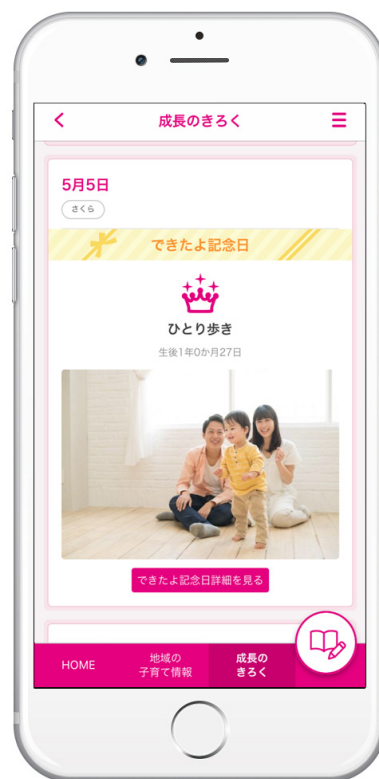 成長のきろく
5月5日
さくら
できたよ記念日
ひとり歩き
生後1年0か月27日
できたよ記念日詳細を見る
HOME
地域の
子育て情報
成長の
きろく